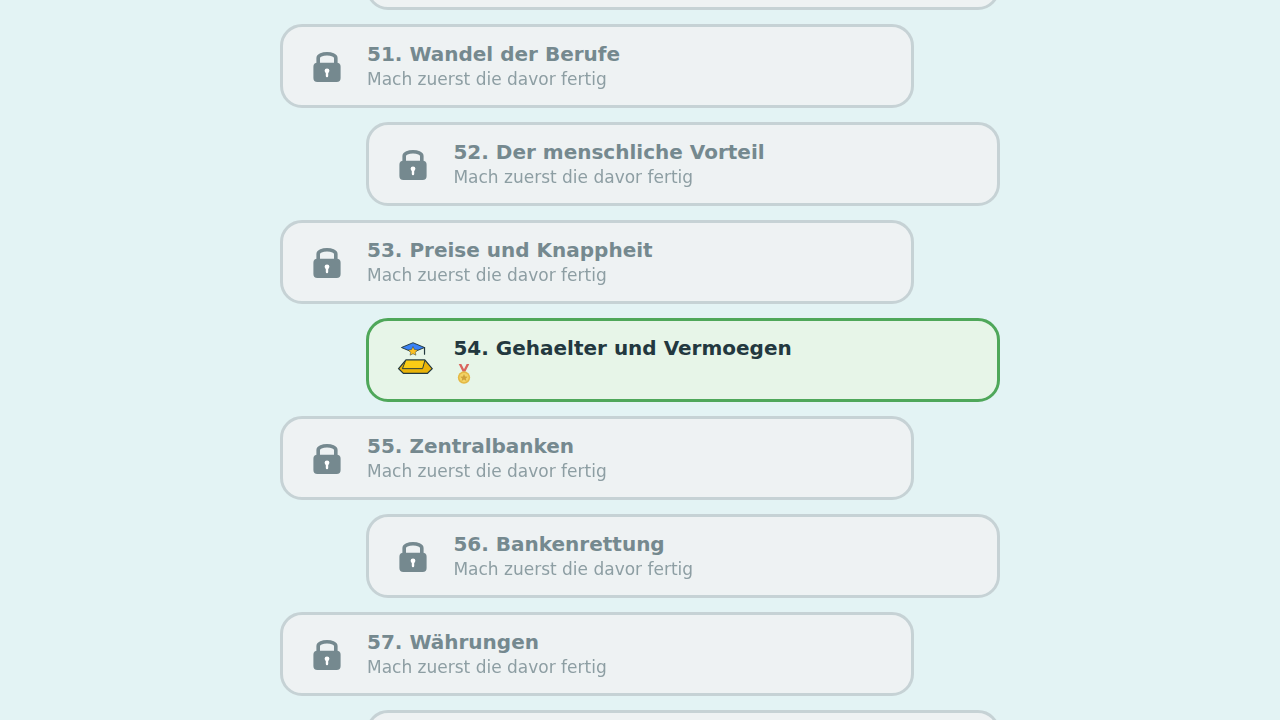 51. Wandel der Berufe
Mach zuerst die davor fertig
52. Der menschliche Vorteil
Mach zuerst die davor fertig
53. Preise und Knappheit
Mach zuerst die davor fertig
54. Gehaelter und Vermoegen
55. Zentralbanken
Mach zuerst die davor fertig
56. Bankenrettung
Mach zuerst die davor fertig
57. Währungen
Mach zuerst die davor fertig